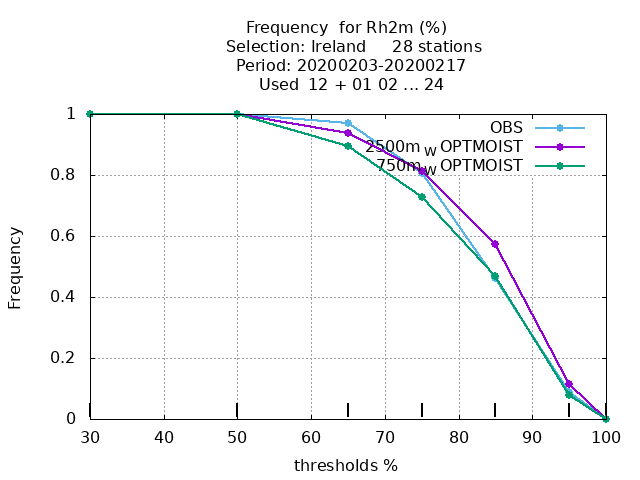 Frequency for Rh2m (%)
Selection: Ireland 28 stations
Period: 20200203-20200217
Used 12 + 01 02 ... 24
OBS
2500m W OPTMOIST
750m W OPTMOIST
1
0.8
0.6
0.4
0.2
0
Frequency
30 40 50 60 70 80 90 100
thresholds %